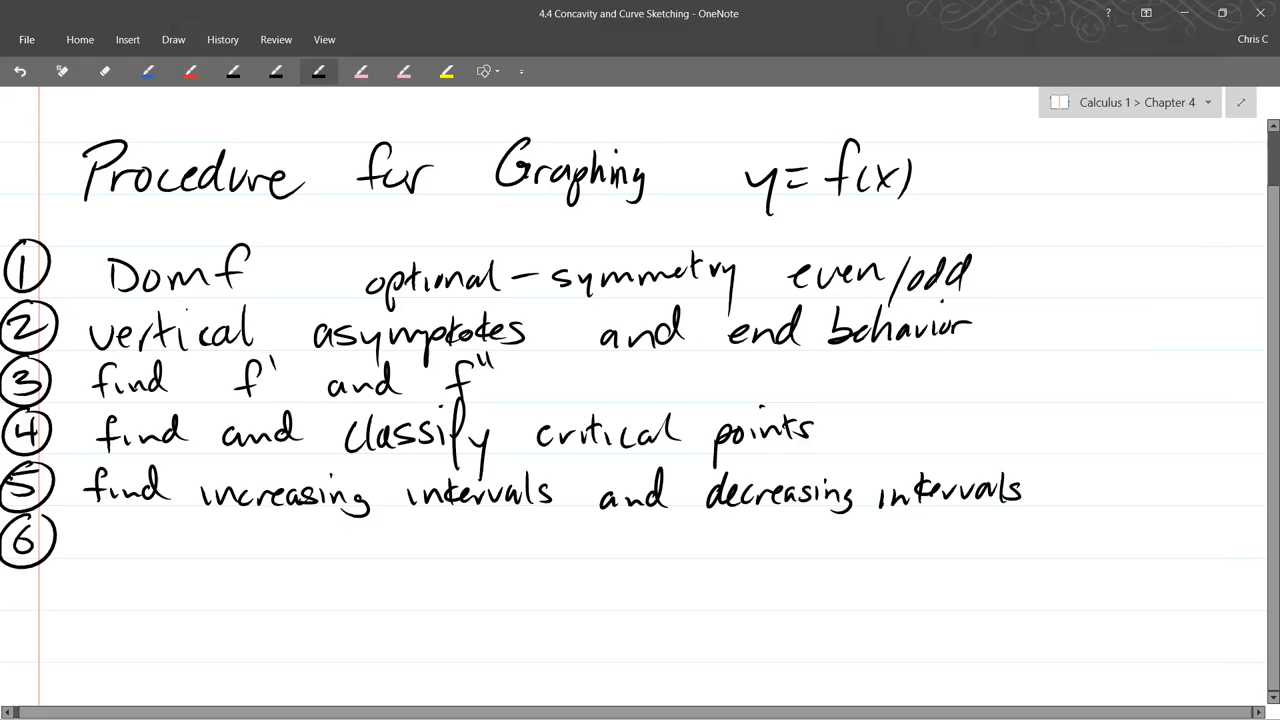 4.4 Concavity and Curve Sketching - OneNote
?
File Home Insert Draw History Review View
Chris C
Calculus 1 > Chapter 4
Procedure for Graphing y = f(x)
① Dom f optional - symmetry even/odd
② vertical asymptotes and end behavior
③ find f' and f"
④ find and classify critical points
⑤ find increasing intervals and decreasing intervals
⑥